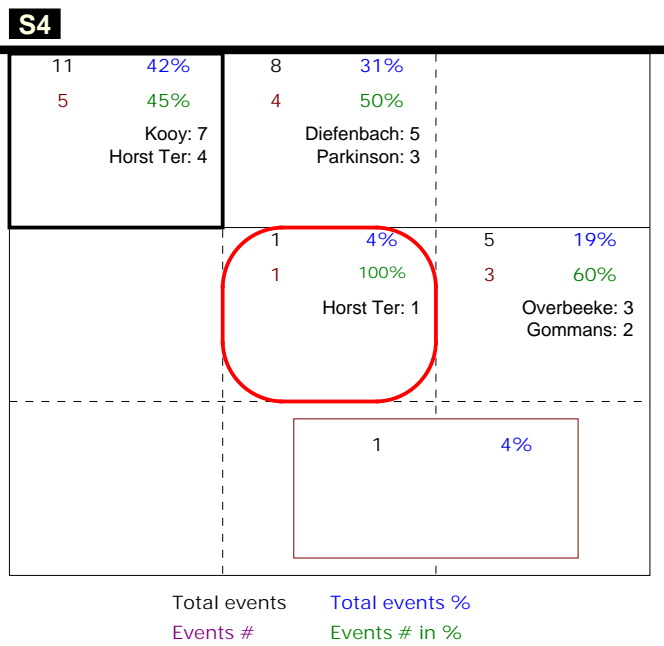 S4
11 42% 8 31%
5 45% 4 50%
Kooy: 7 Diefenbach: 5
Horst Ter: 4 Parkinson: 3
1 4% 5 19%
1 100% 3 60%
Horst Ter: 1 Overbeeke: 3
Gommans: 2
1 4%
Total events Total events %
Events # Events # in %